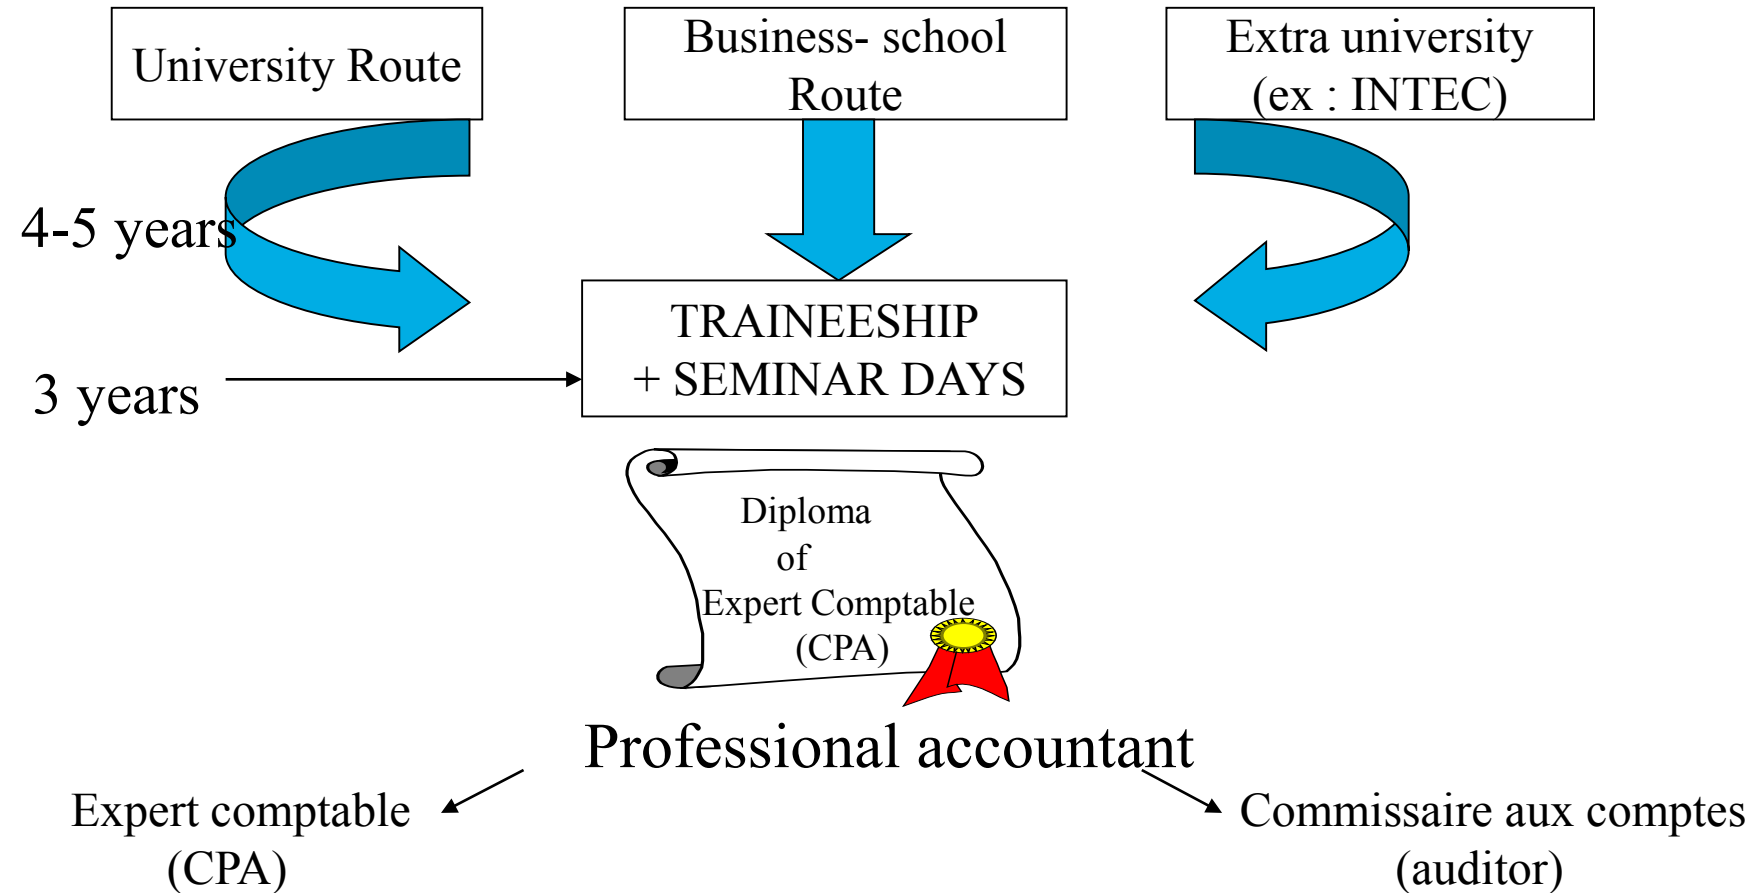 University Route
Business- school
Route
Extra university
(ex : INTEC)
4-5 years
TRAINEESHIP
+ SEMINAR DAYS
3 years
Diploma
of
Expert Comptable
(CPA)
Professional accountant
Expert comptable
(CPA)
Commissaire aux comptes
(auditor)